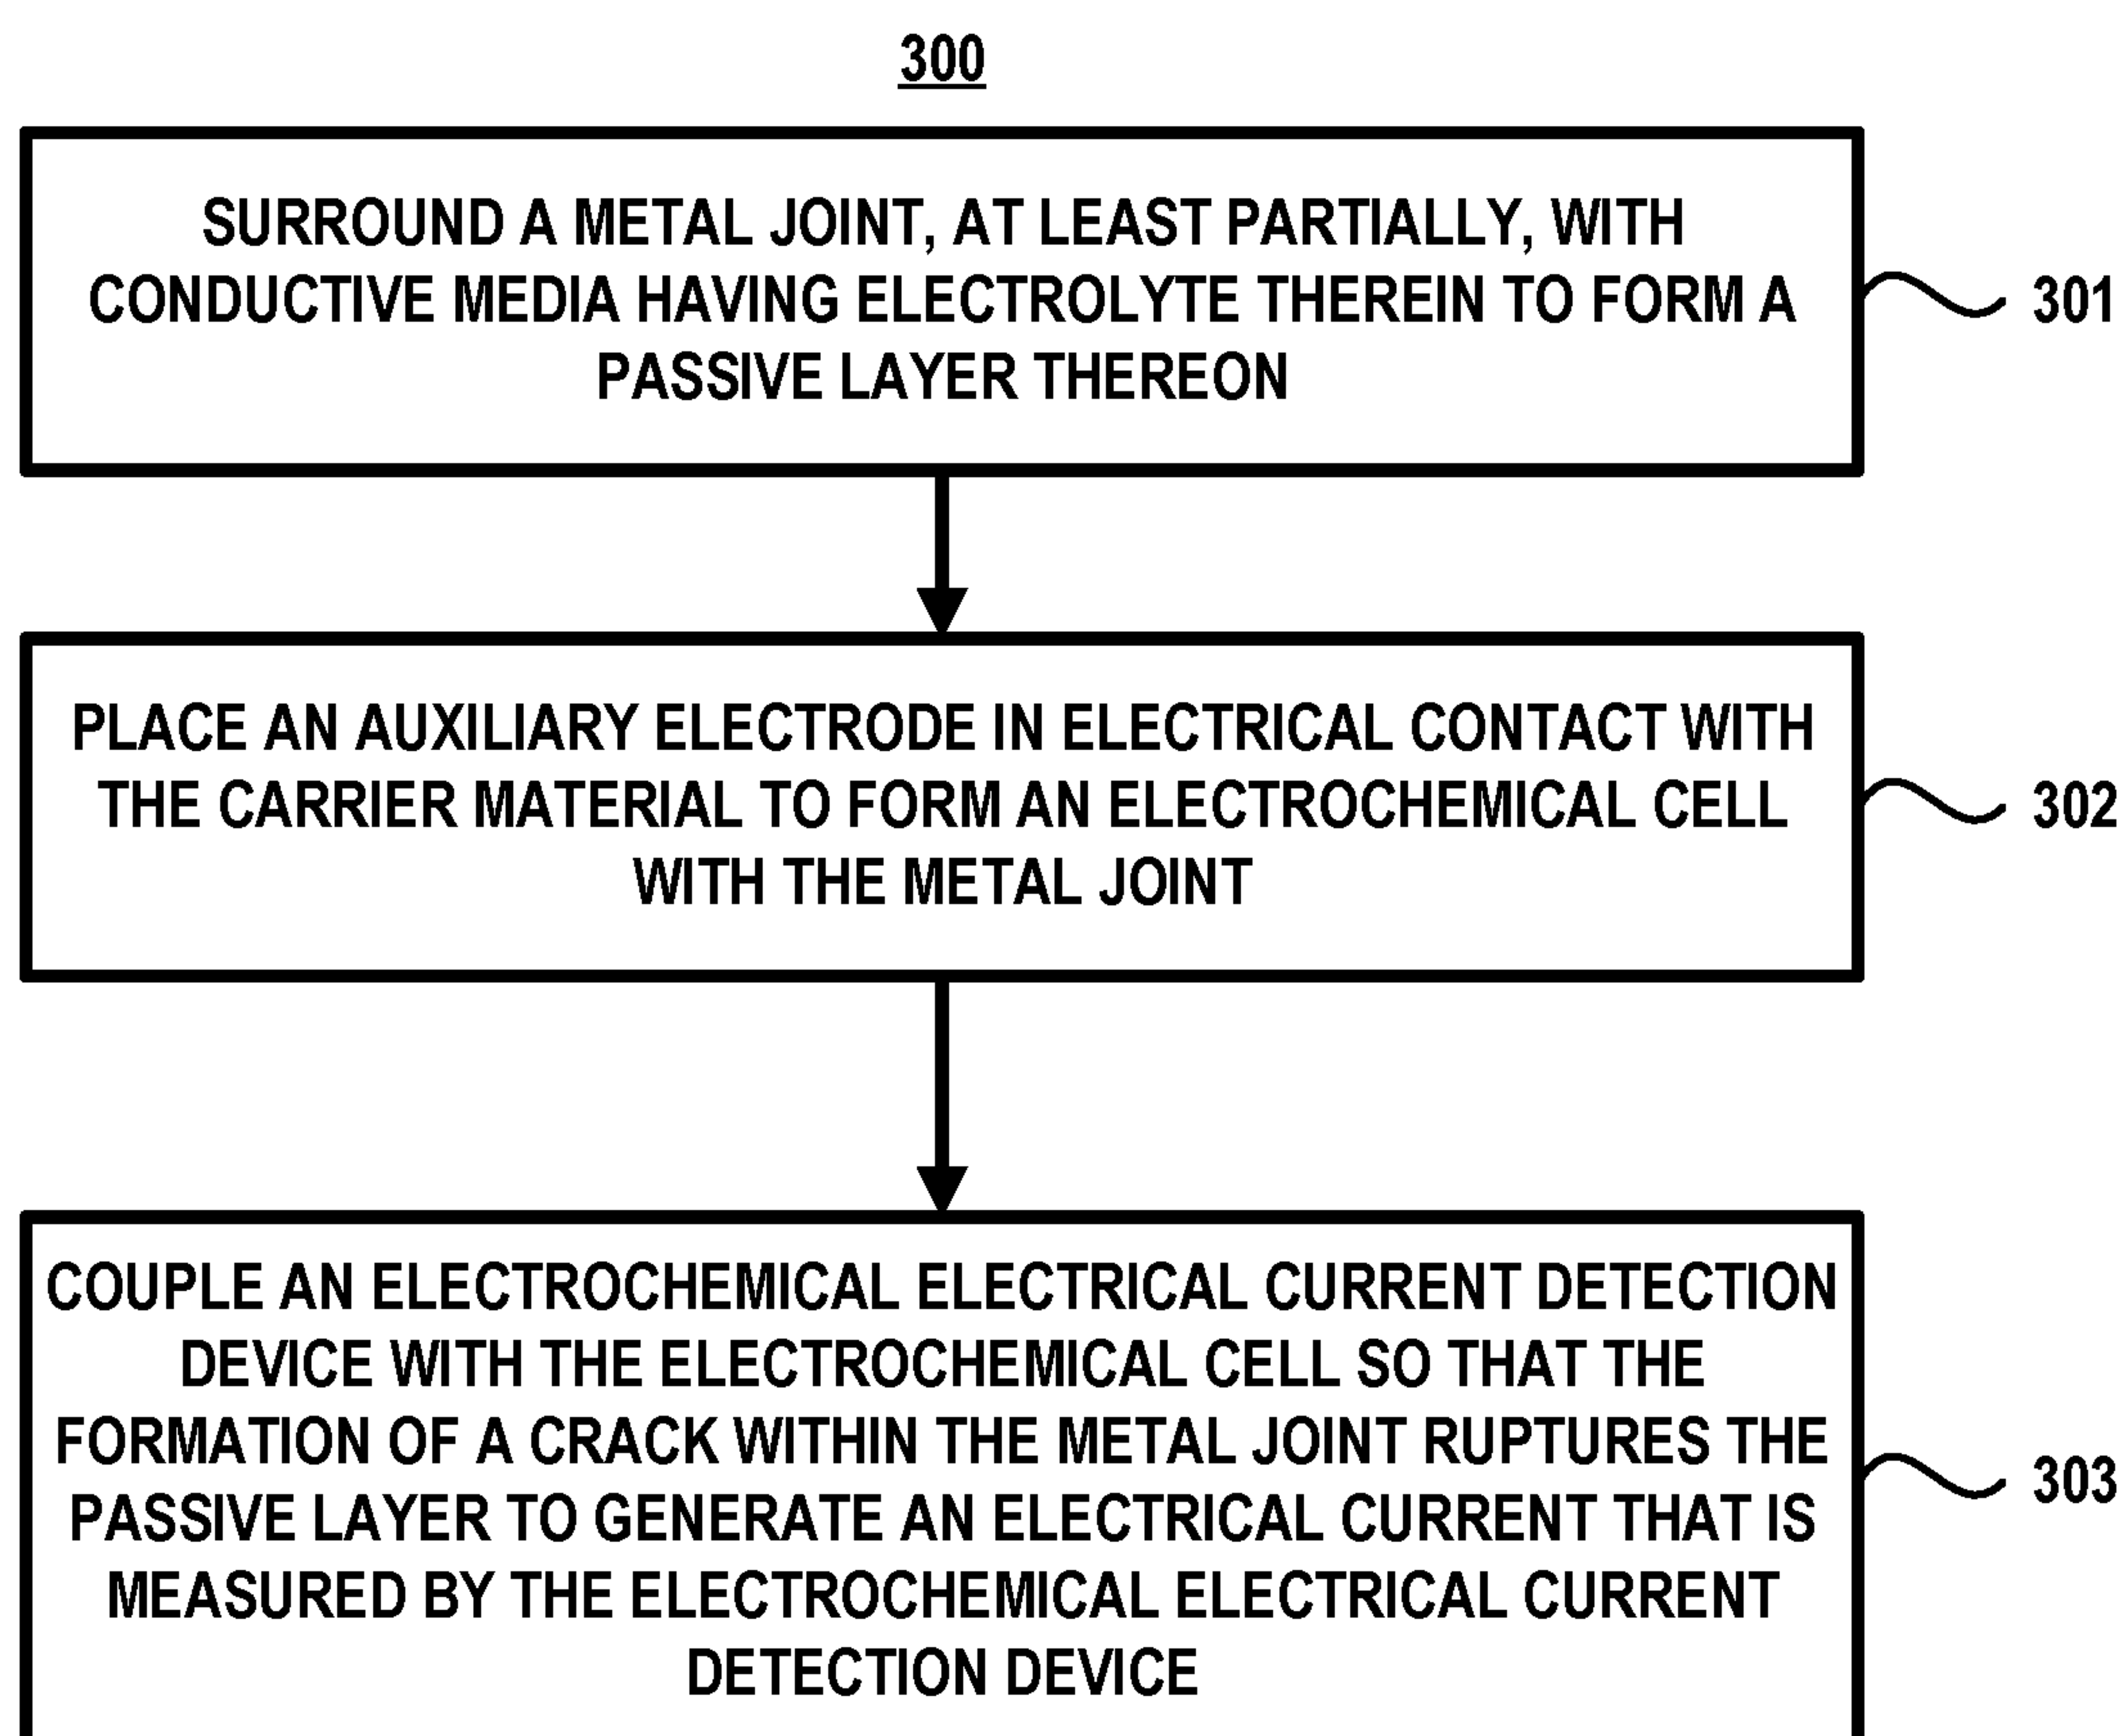 300
SURROUND A METAL JOINT, AT LEAST PARTIALLY, WITH
CONDUCTIVE MEDIA HAVING ELECTROLYTE THEREIN TO FORM A
PASSIVE LAYER THEREON
301
PLACE AN AUXILIARY ELECTRODE IN ELECTRICAL CONTACT WITH
THE CARRIER MATERIAL TO FORM AN ELECTROCHEMICAL CELL
WITH THE METAL JOINT
302
COUPLE AN ELECTROCHEMICAL ELECTRICAL CURRENT DETECTION
DEVICE WITH THE ELECTROCHEMICAL CELL SO THAT THE
FORMATION OF A CRACK WITHIN THE METAL JOINT RUPTURES THE
PASSIVE LAYER TO GENERATE AN ELECTRICAL CURRENT THAT IS
MEASURED BY THE ELECTROCHEMICAL ELECTRICAL CURRENT
DETECTION DEVICE
303